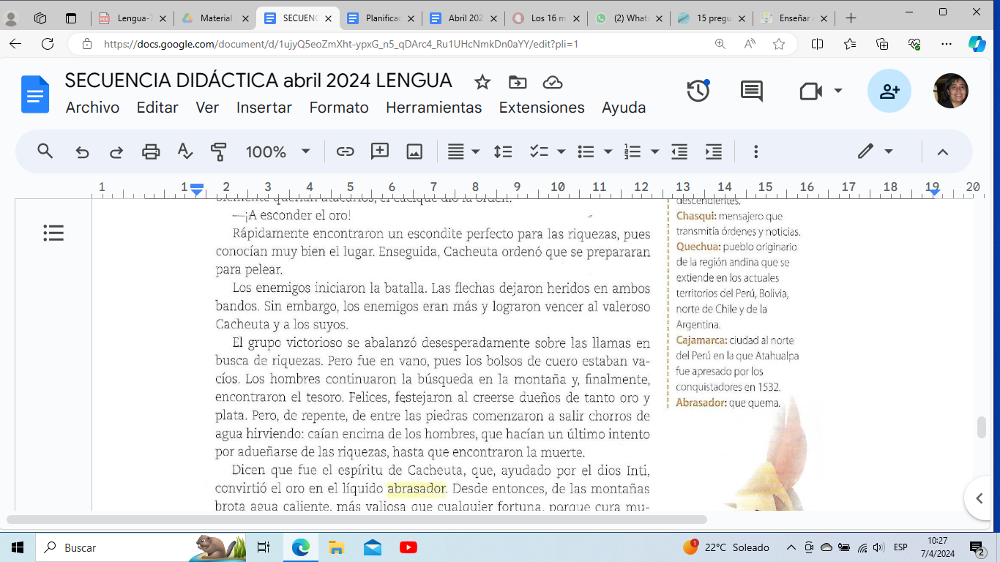 Lengua-7
Material
SECUENC
Planificac
Abril 202
Los 16 m
(2) Whats
15 pregu
Enseñar
https://docs.google.com/document/d/1ujyQ5eoZmXht-ypxG_n5_qDArc4_Ru1UHcNmkDn0aYY/edit?pli=1
SECUENCIA DIDÁCTICA abril 2024 LENGUA
Archivo Editar Ver Insertar Formato Herramientas Extensiones Ayuda
100%
1 1 2 3 4 5 6 7 8 9 10 11 12 13 14 15 16 17 18 19 20
blemente querían atacarlos, el cacique dio la orden:
—¡A esconder el oro!
Rápidamente encontraron un escondite perfecto para las riquezas, pues
conocían muy bien el lugar. Enseguida, Cacheuta ordenó que se prepararan
para pelear.
Los enemigos iniciaron la batalla. Las flechas dejaron heridos en ambos
bandos. Sin embargo, los enemigos eran más y lograron vencer al valeroso
Cacheuta y a los suyos.
El grupo victorioso se abalanzó desesperadamente sobre las llamas en
busca de riquezas. Pero fue en vano, pues los bolsos de cuero estaban va-
cíos. Los hombres continuaron la búsqueda en la montaña y, finalmente,
encontraron el tesoro. Felices, festejaron al creerse dueños de tanto oro y
plata. Pero, de repente, de entre las piedras comenzaron a salir chorros de
agua hirviendo: caían encima de los hombres, que hacían un último intento
por adueñarse de las riquezas, hasta que encontraron la muerte.
Dicen que fue el espíritu de Cacheuta, que, ayudado por el dios Inti,
convirtió el oro en el líquido abrasador. Desde entonces, de las montañas
brota agua caliente, más valiosa que cualquier fortuna, porque cura mu-
descendientes.
Chasqui: mensajero que
transmitía órdenes y noticias.
Quechua: pueblo originario
de la región andina que se
extiende en los actuales
territorios del Perú, Bolivia,
norte de Chile y de la
Argentina.
Cajamarca: ciudad al norte
del Perú en la que Atahualpa
fue apresado por los
conquistadores en 1532.
Abrasador: que quema.
Buscar
1
22°C Soleado
ESP
10:27
7/4/2024
2